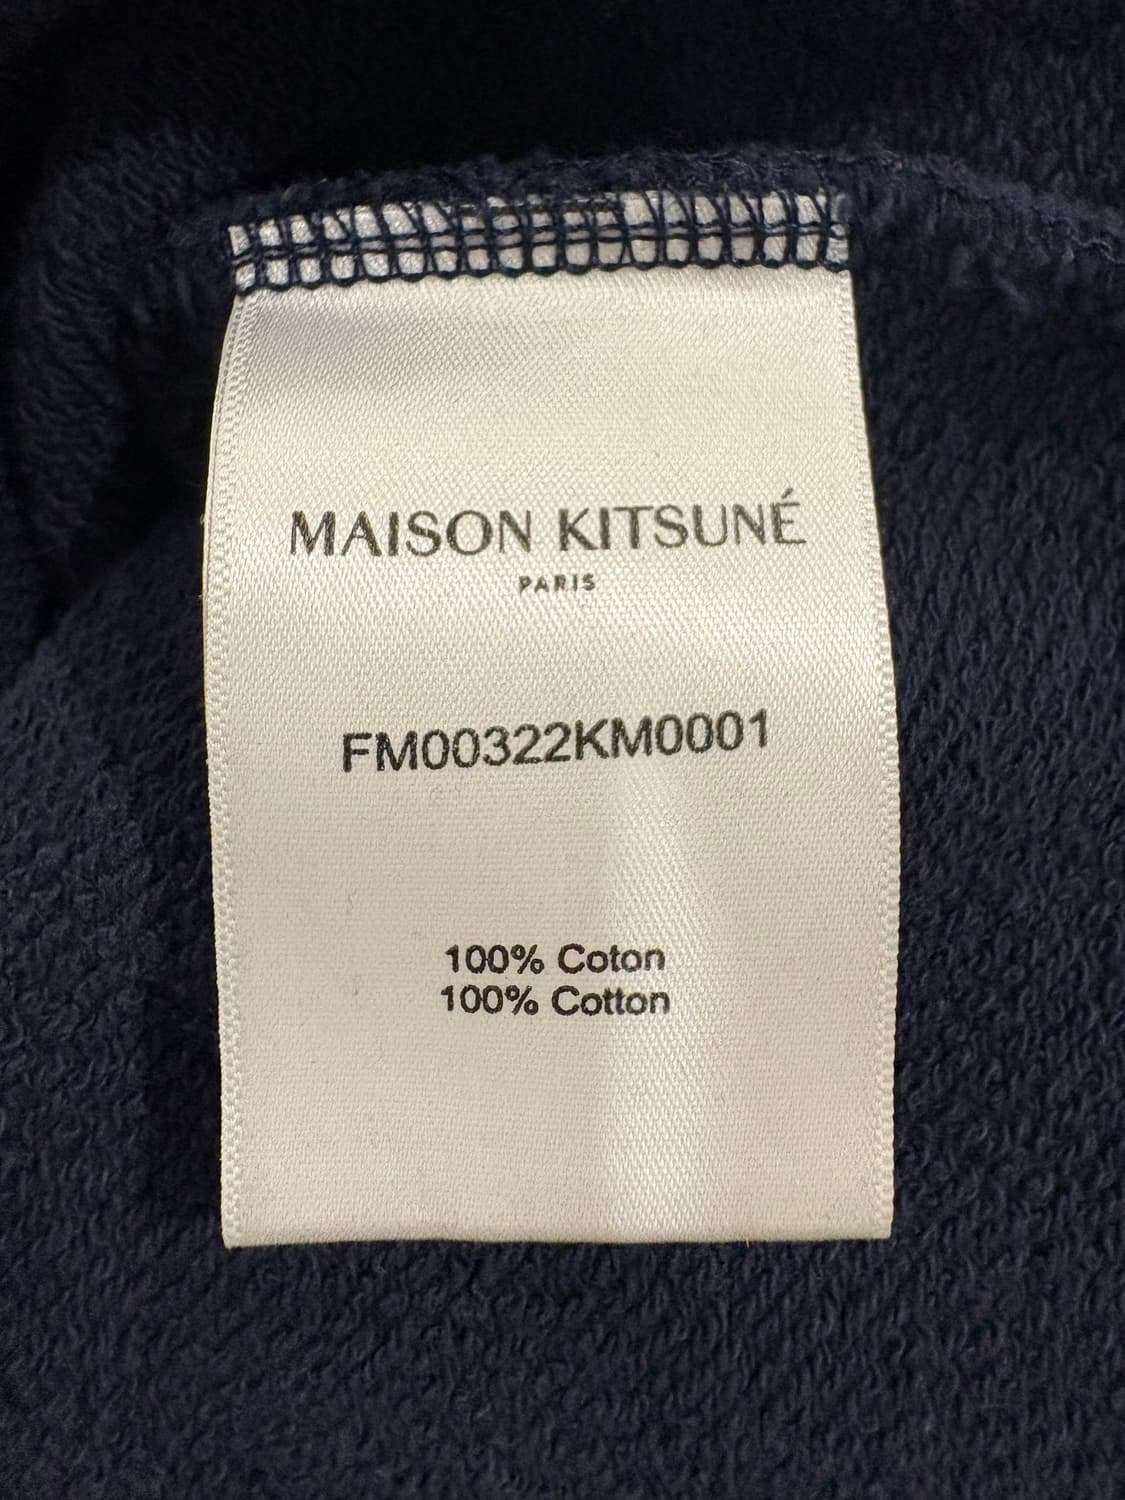 MAISON KITSUNÉ
PARIS
FM00322KM0001
100% Coton
100% Cotton